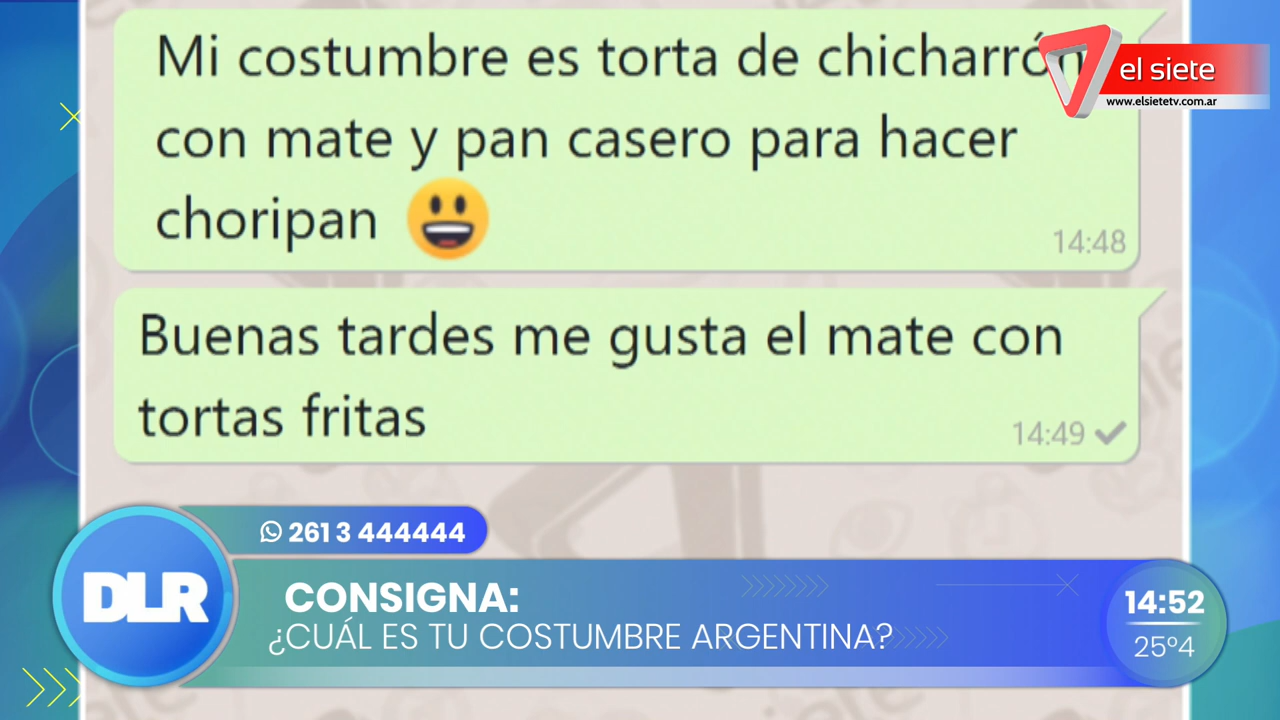 Mi costumbre es torta de chicharrón
con mate y pan casero para hacer
choripan
14:48
el siete
www.elsietetv.com.ar
Buenas tardes me gusta el mate con
tortas fritas
14:49
261 3 444444
DLR
CONSIGNA:
¿CUÁL ES TU COSTUMBRE ARGENTINA?
14:52
25º4